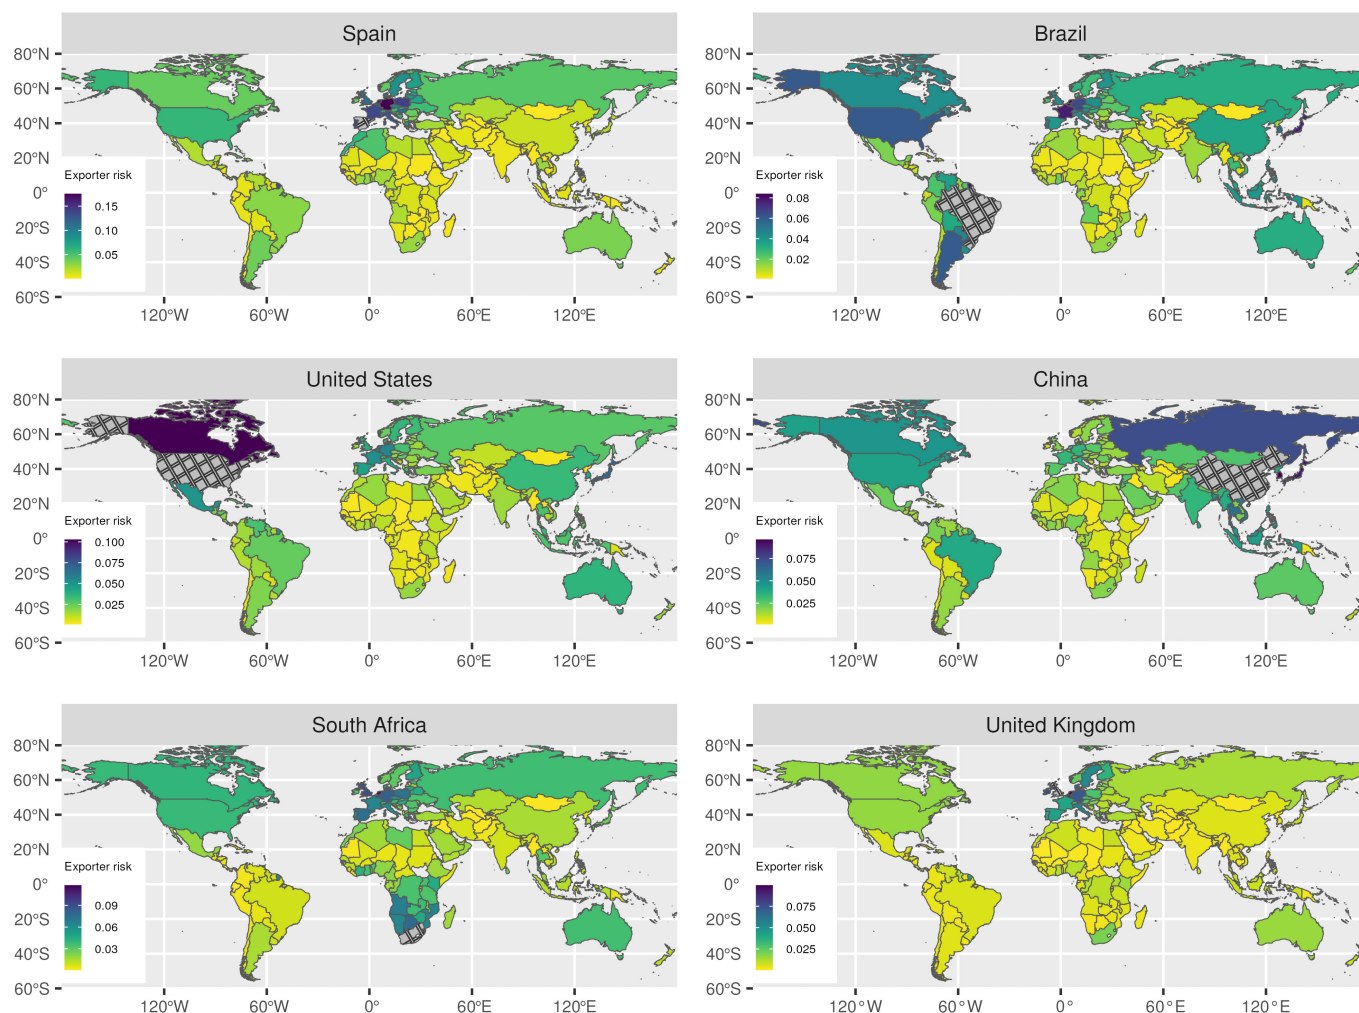 Spain
80°N
60°N
40°N
20°N
0°
20°S
40°S
60°S
Exporter risk
0.15
0.10
0.05
120°W 60°W 0° 60°E 120°E
Brazil
80°N
60°N
40°N
20°N
0°
20°S
40°S
60°S
Exporter risk
0.08
0.06
0.04
0.02
120°W 60°W 0° 60°E 120°E
United States
80°N
60°N
40°N
20°N
0°
20°S
40°S
60°S
Exporter risk
0.100
0.075
0.050
0.025
120°W 60°W 0° 60°E 120°E
China
80°N
60°N
40°N
20°N
0°
20°S
40°S
60°S
Exporter risk
0.075
0.050
0.025
120°W 60°W 0° 60°E 120°E
South Africa
80°N
60°N
40°N
20°N
0°
20°S
40°S
60°S
Exporter risk
0.09
0.06
0.03
120°W 60°W 0° 60°E 120°E
United Kingdom
80°N
60°N
40°N
20°N
0°
20°S
40°S
60°S
Exporter risk
0.075
0.050
0.025
120°W 60°W 0° 60°E 120°E